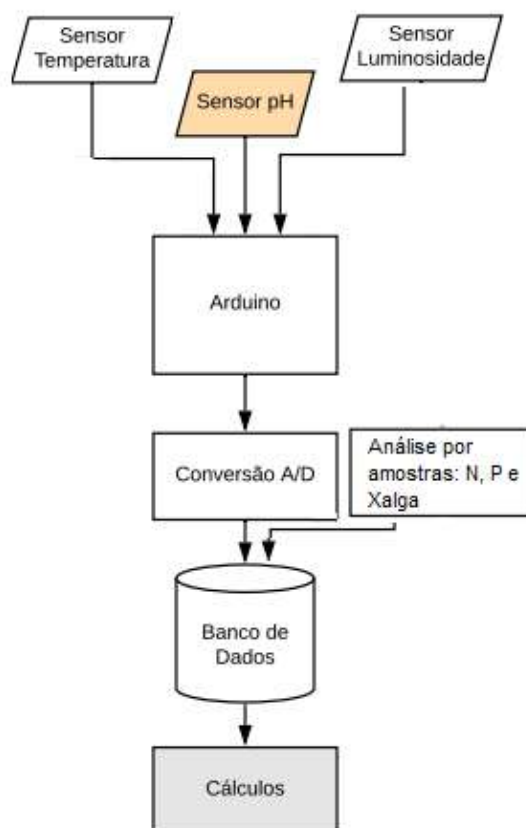 Sensor
Temperatura
Sensor pH
Sensor
Luminosidade
Arduino
Conversão A/D
Análise por
amostras: N, P e
Xalga
Banco de
Dados
Cálculos